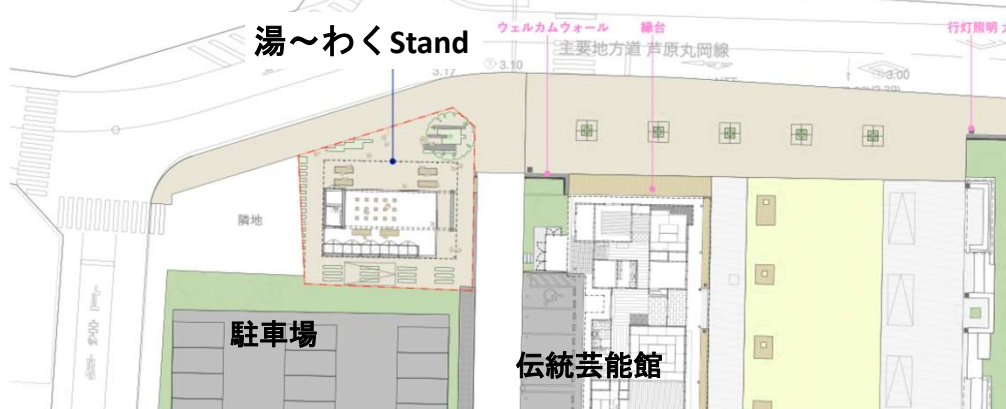 湯～わくStand
ウェルカムウォール
縁台
行灯照明
主要地方道 芦原丸岡線
3.17
3.10
3.00
隣地
駐車場
伝統芸能館